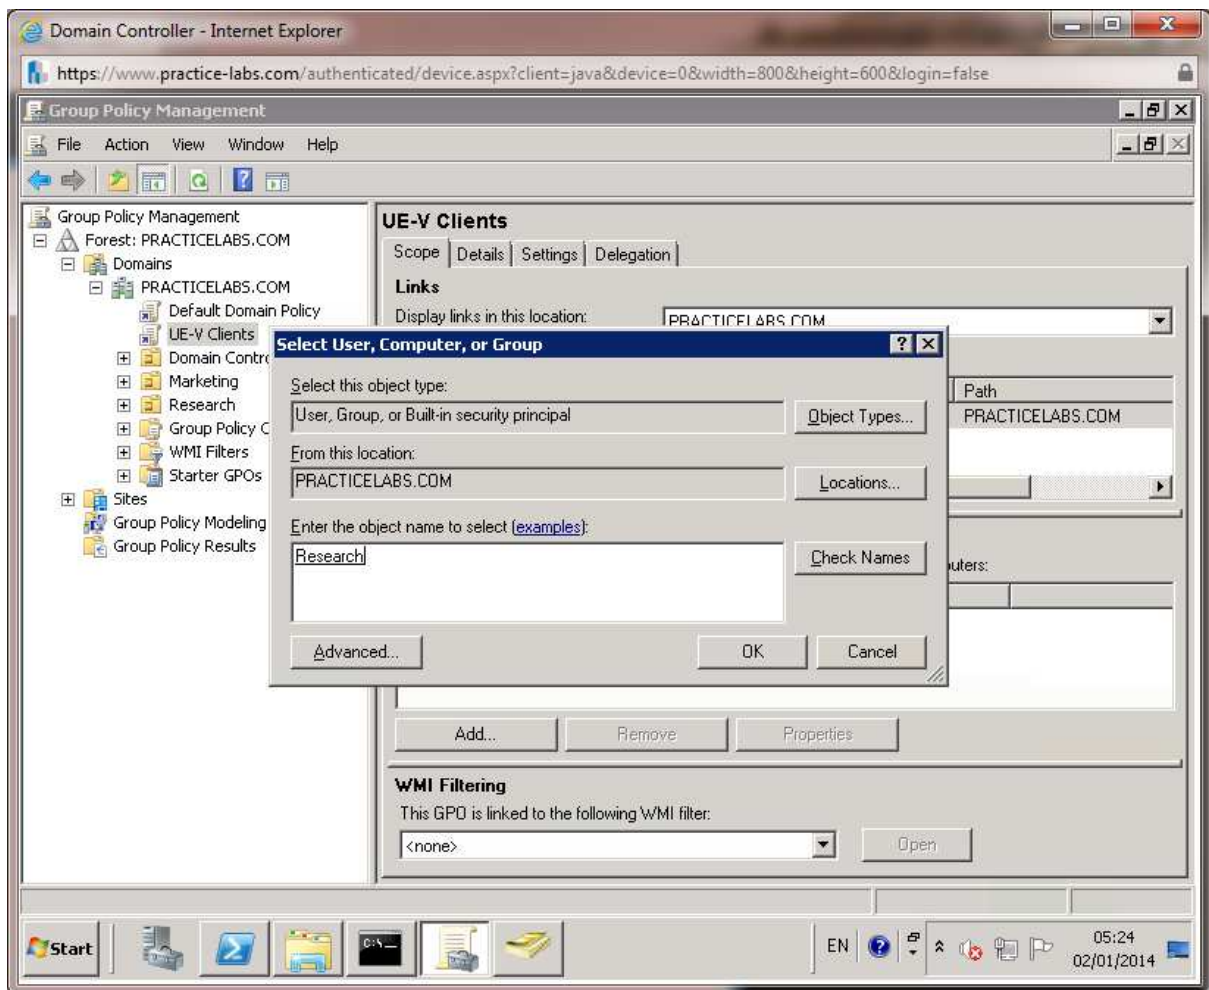 Domain Controller - Internet Explorer
https://www.practice-labs.com/authenticated/device.aspx?client=java&device=0&width=800&height=600&login=false
Group Policy Management
File Action View Window Help
Group Policy Management
Forest: PRACTICELABS.COM
Domains
PRACTICELABS.COM
Default Domain Policy
UE-V Clients
Domain Contro
Marketing
Research
Group Policy O
WMI Filters
Starter GPOs
Sites
Group Policy Modeling
Group Policy Results
UE-V Clients
Scope Details Settings Delegation
Links
Display links in this location: PRACTICELABS.COM
Path
PRACTICELABS.COM
uters:
Select User, Computer, or Group
Select this object type:
User, Group, or Built-in security principal Object Types...
From this location:
PRACTICELABS.COM Locations...
Enter the object name to select (examples):
Research Check Names
Advanced... OK Cancel
Add... Remove Properties
WMI Filtering
This GPO is linked to the following WMI filter:
<none> Open
Start C:\ EN 05:24
02/01/2014